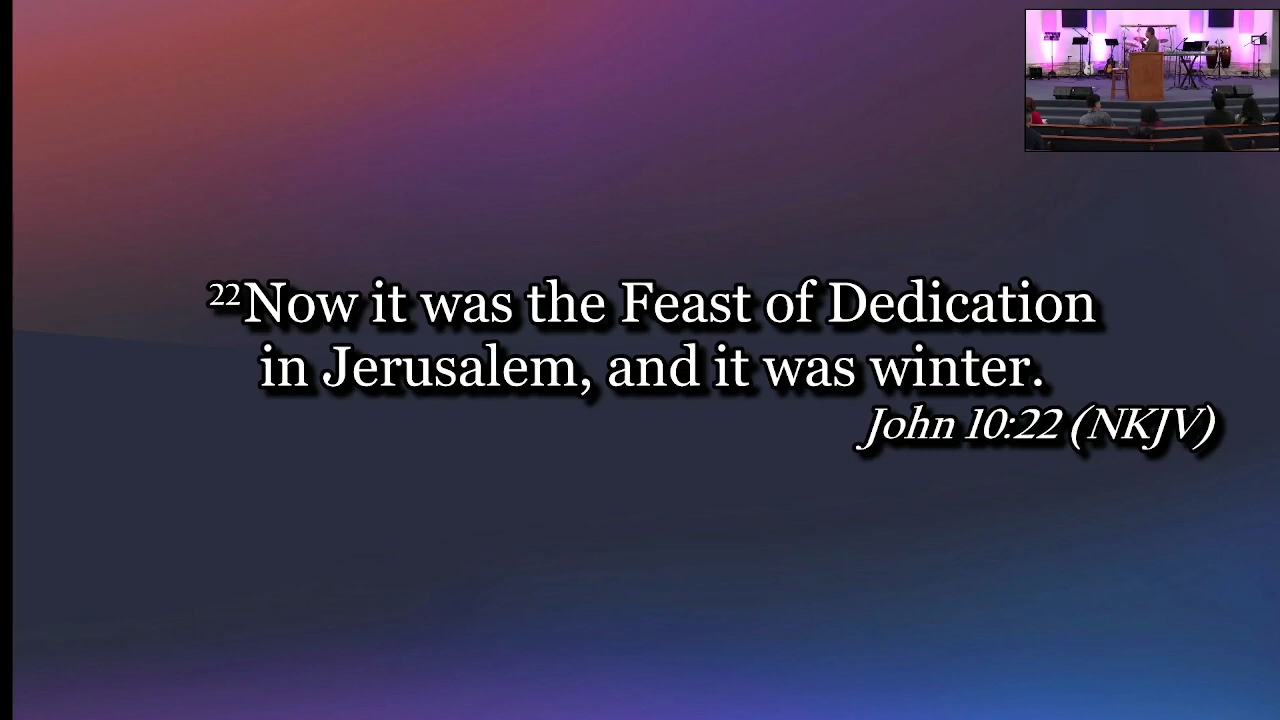 ²²Now it was the Feast of Dedication
in Jerusalem, and it was winter.
John 10:22 (NKJV)